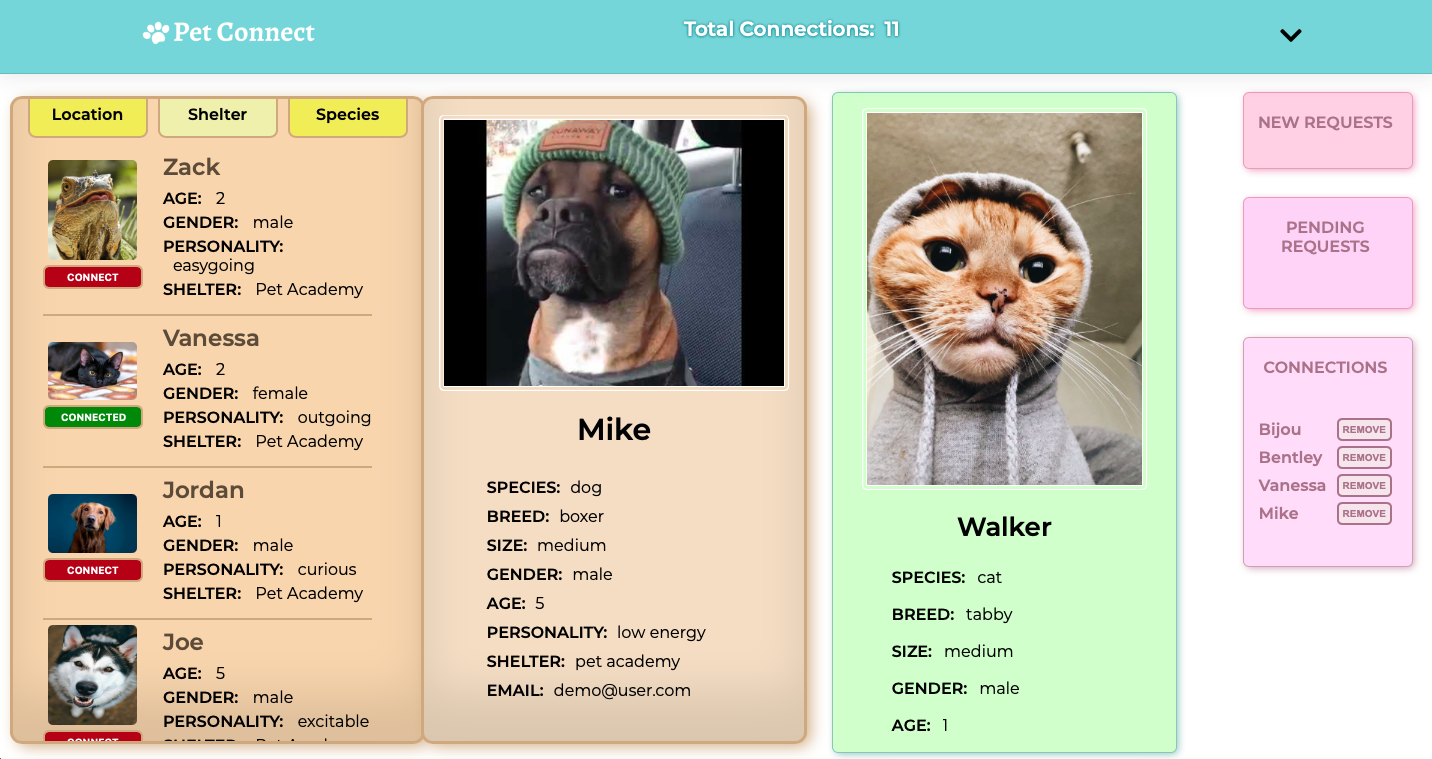 Pet Connect
Total Connections: 11
Location
Shelter
Species
Zack
AGE: 2
GENDER: male
PERSONALITY:
easygoing
SHELTER: Pet Academy
CONNECT
Vanessa
AGE: 2
GENDER: female
PERSONALITY: outgoing
SHELTER: Pet Academy
CONNECTED
Jordan
AGE: 1
GENDER: male
PERSONALITY: curious
SHELTER: Pet Academy
CONNECT
Joe
AGE: 5
GENDER: male
PERSONALITY: excitable
RUNAWAY
Mike
SPECIES: dog
BREED: boxer
SIZE: medium
GENDER: male
AGE: 5
PERSONALITY: low energy
SHELTER: pet academy
EMAIL: demo@user.com
Walker
SPECIES: cat
BREED: tabby
SIZE: medium
GENDER: male
AGE: 1
NEW REQUESTS
PENDING
REQUESTS
CONNECTIONS
Bijou REMOVE
Bentley REMOVE
Vanessa REMOVE
Mike REMOVE